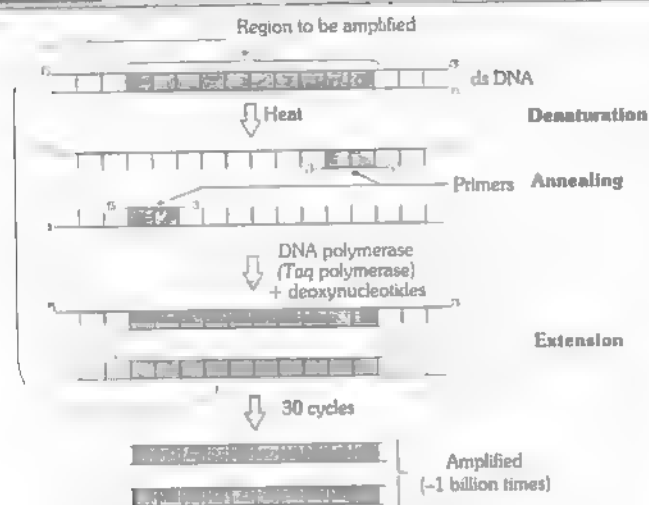 Region to be amplified
ds DNA
Heat
Denaturation
Primers Annealing
DNA polymerase
(Taq polymerase)
+ deoxynucleotides
Extension
30 cycles
Amplified
(~1 billion times)